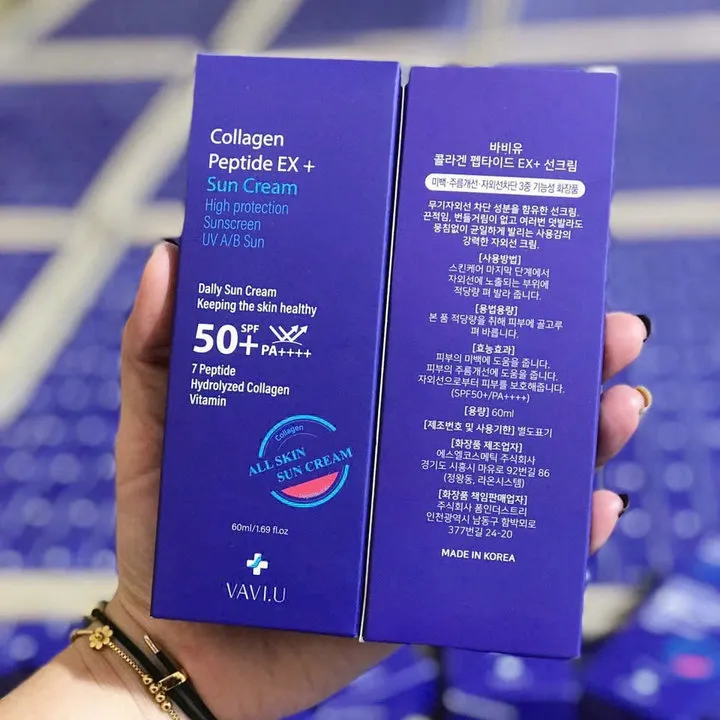 Collagen
Peptide EX +
Sun Cream
High protection
Sunscreen
UV A/B Sun
Daily Sun Cream
Keeping the skin healthy
50+ SPF PA++++
7 Peptide
Hydrolyzed Collagen
Vitamin
Collagen
ALL SKIN
SUN CREAM
60ml/1.69 fl.oz
VAVI.U
바비유
콜라겐 펩타이드 EX+ 선크림
미백·주름개선·자외선차단 3중 기능성 화장품
무기자외선 차단 성분을 함유한 선크림.
끈적임, 번들거림이 없고 여러번 덧발라도
뭉침없이 균일하게 발리는 사용감의
강력한 자외선 크림.
[사용방법]
스킨케어 마지막 단계에서
자외선에 노출되는 부위에
적당량 펴 발라 줍니다.
[용법용량]
본 품 적당량을 취해 피부에 골고루
펴 바릅니다.
[효능효과]
피부의 미백에 도움을 줍니다.
피부의 주름개선에 도움을 줍니다.
자외선으로부터 피부를 보호해줍니다.
(SPF50+/PA++++)
[용량] 60ml
[제조번호 및 사용기한] 별도표기
[화장품 제조업자]
에스엘코스메틱 주식회사
경기도 시흥시 마유로 92번길 86
(정왕동, 라온시스템)
[화장품 책임판매업자]
주식회사 폼인더스트리
인천광역시 남동구 함박뫼로
377번길 24-20
MADE IN KOREA